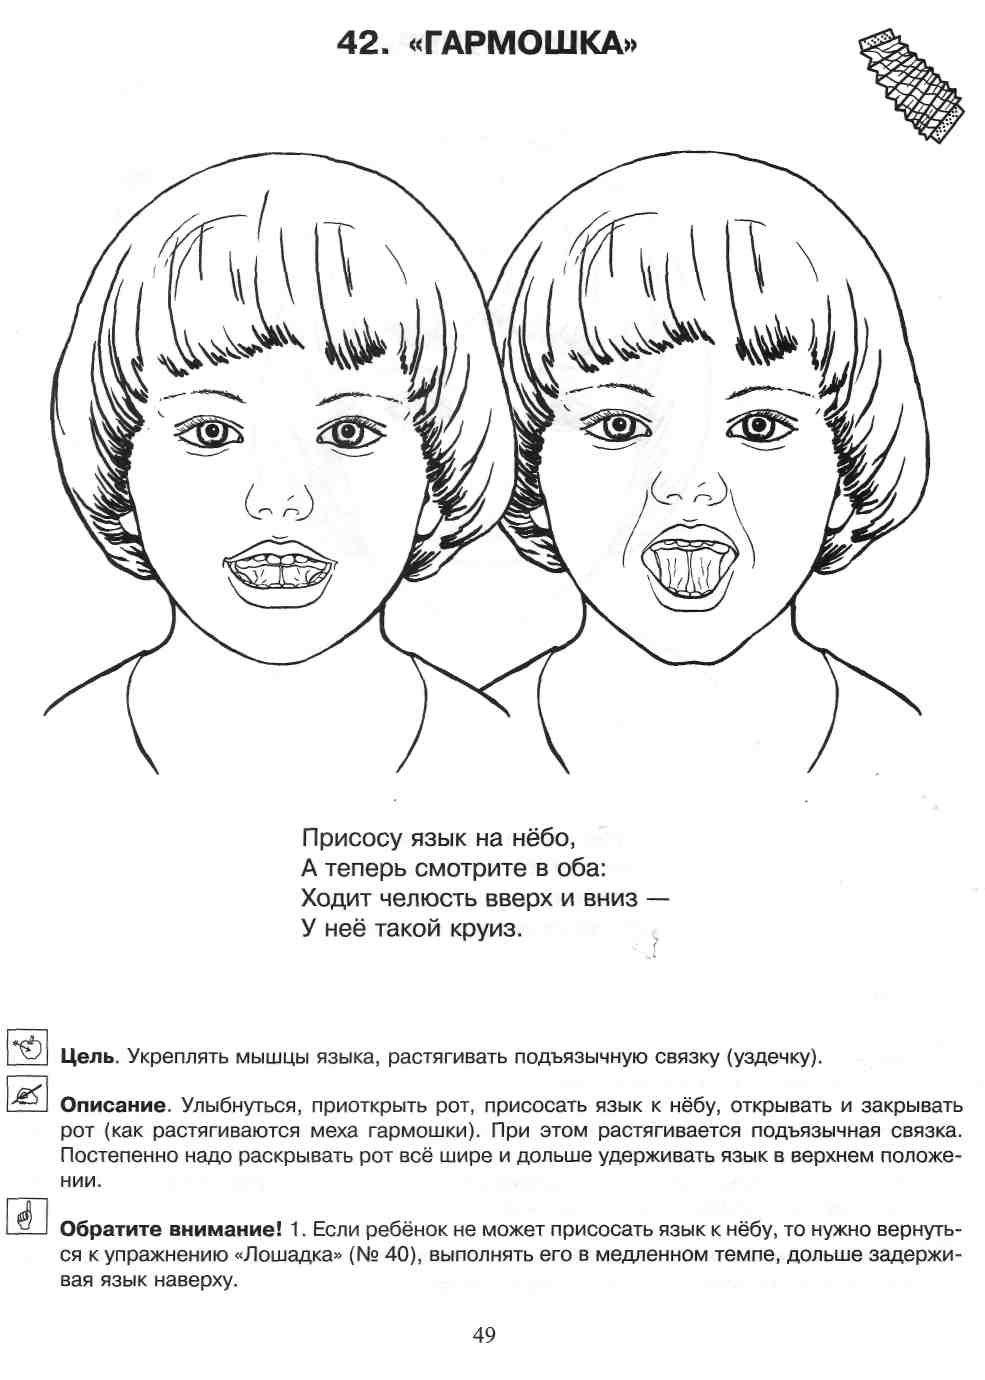 42. «ГАРМОШКА»
Присосу язык на нёбо,
А теперь смотрите в оба:
Ходит челюсть вверх и вниз —
У неё такой круиз.
Цель. Укреплять мышцы языка, растягивать подъязычную связку (уздечку).
Описание. Улыбнуться, приоткрыть рот, присосать язык к нёбу, открывать и закрывать
рот (как растягиваются меха гармошки). При этом растягивается подъязычная связка.
Постепенно надо раскрывать рот всё шире и дольше удерживать язык в верхнем положе-
нии.
Обратите внимание! 1. Если ребёнок не может присосать язык к нёбу, то нужно вернуть-
ся к упражнению «Лошадка» (№ 40), выполнять его в медленном темпе, дольше задержи-
вая язык наверху.
49